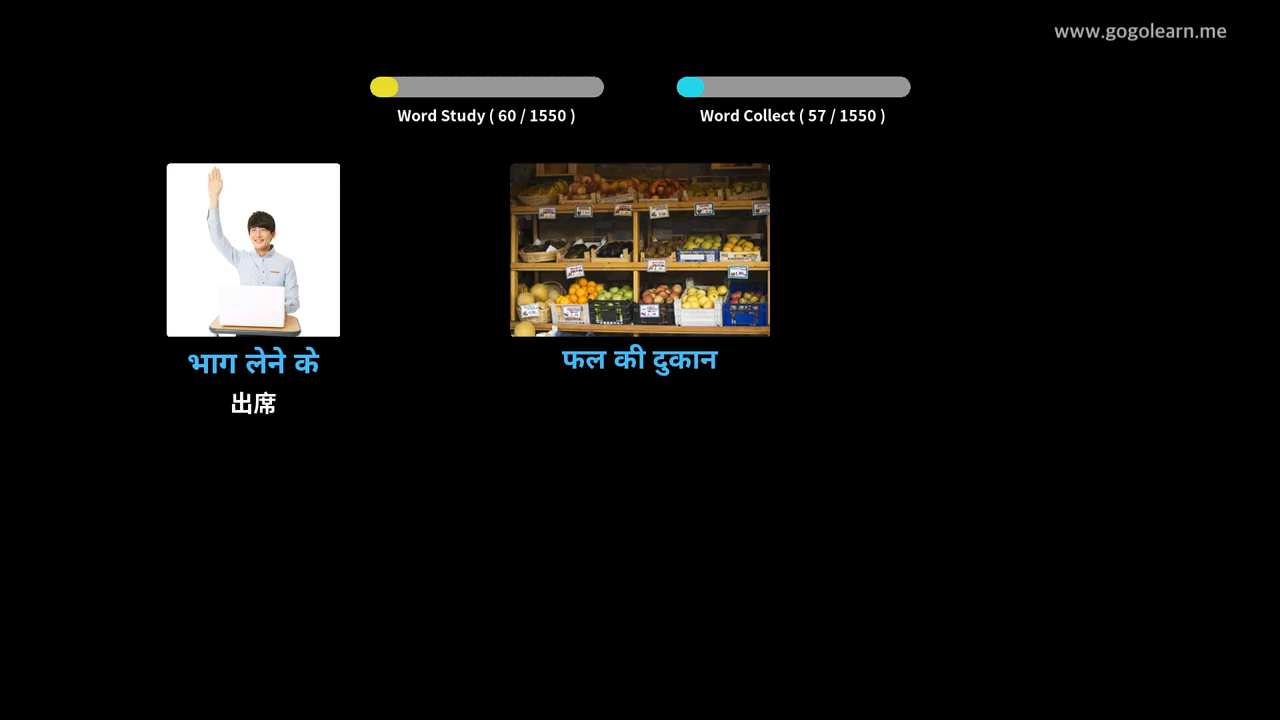 www.gogolearn.me
Word Study ( 60 / 1550 )
Word Collect ( 57 / 1550 )
भाग लेने के
出席
फल की दुकान